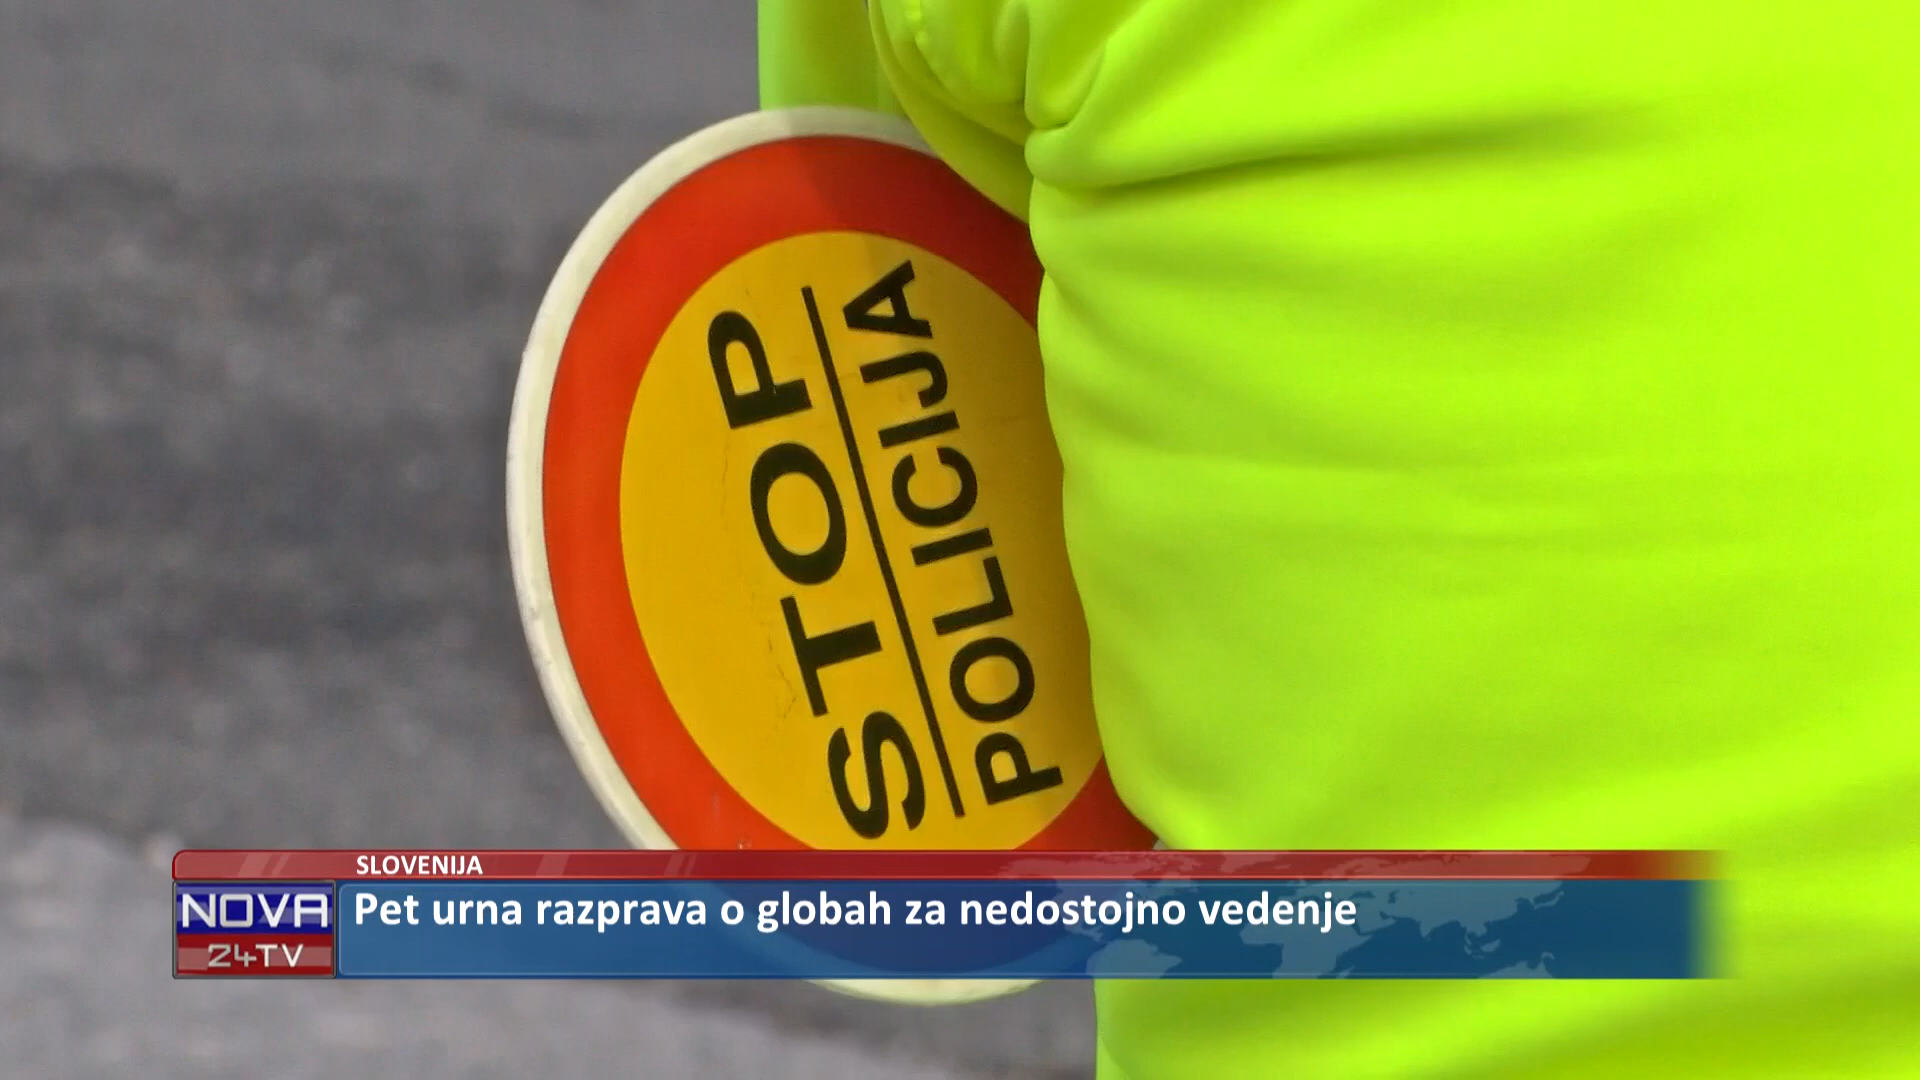 STOP
POLICIJA
SLOVENIJA
NOVA
24TV
Pet urna razprava o globah za nedostojno vedenje